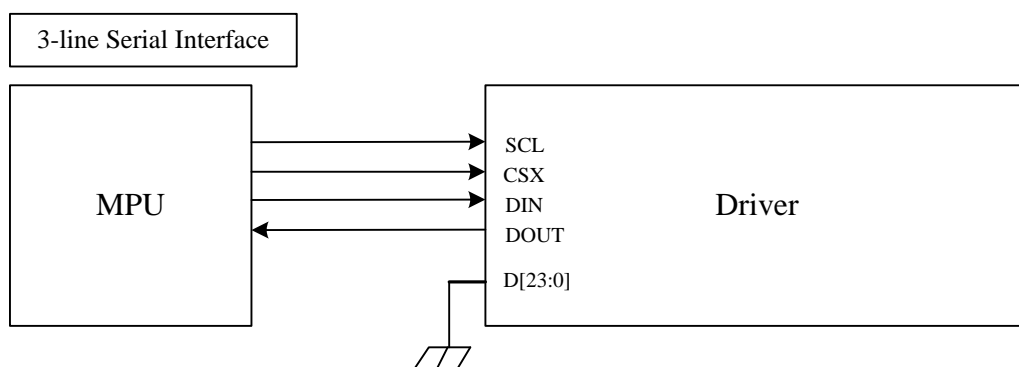 3-line Serial Interface
MPU
SCL
CSX
DIN
DOUT
D[23:0]
Driver